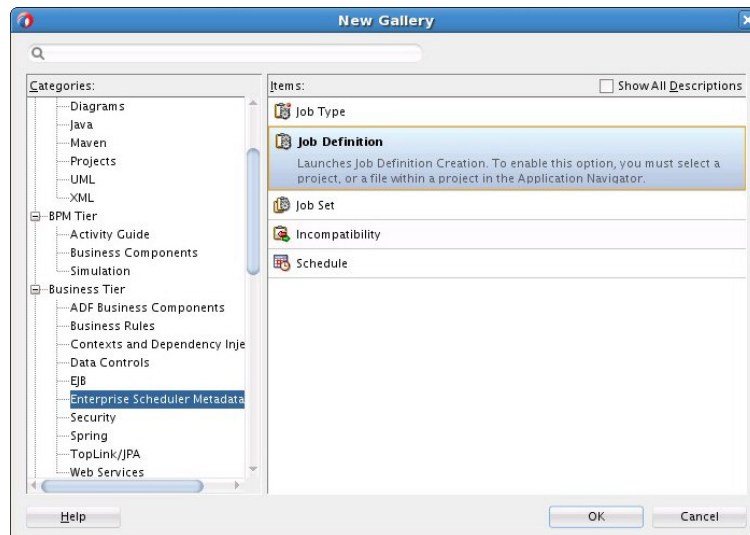 New Gallery
Categories:
Diagrams
Java
Maven
Projects
UML
XML
BPM Tier
Activity Guide
Business Components
Simulation
Business Tier
ADF Business Components
Business Rules
Contexts and Dependency Inje
Data Controls
EJB
Enterprise Scheduler Metadata
Security
Spring
TopLink/JPA
Web Services
Items:
Show All Descriptions
Job Type
Job Definition
Launches Job Definition Creation. To enable this option, you must select a
project, or a file within a project in the Application Navigator.
Job Set
Incompatibility
Schedule
Help
OK
Cancel